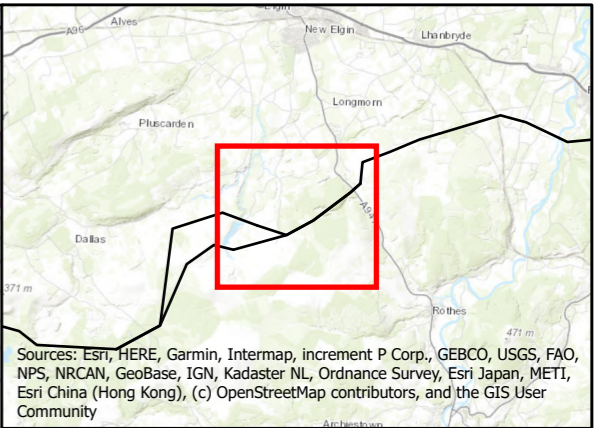 Elgin
Alves
A96
New Elgin
Lhanbryde
Longmorn
Pluscarden
A941
Dallas
371 m
Rothes
471 m
Sources: Esri, HERE, Garmin, Intermap, increment P Corp., GEBCO, USGS, FAO,
NPS, NRCAN, GeoBase, IGN, Kadaster NL, Ordnance Survey, Esri Japan, METI,
Esri China (Hong Kong), (c) OpenStreetMap contributors, and the GIS User
Community
Archiestown